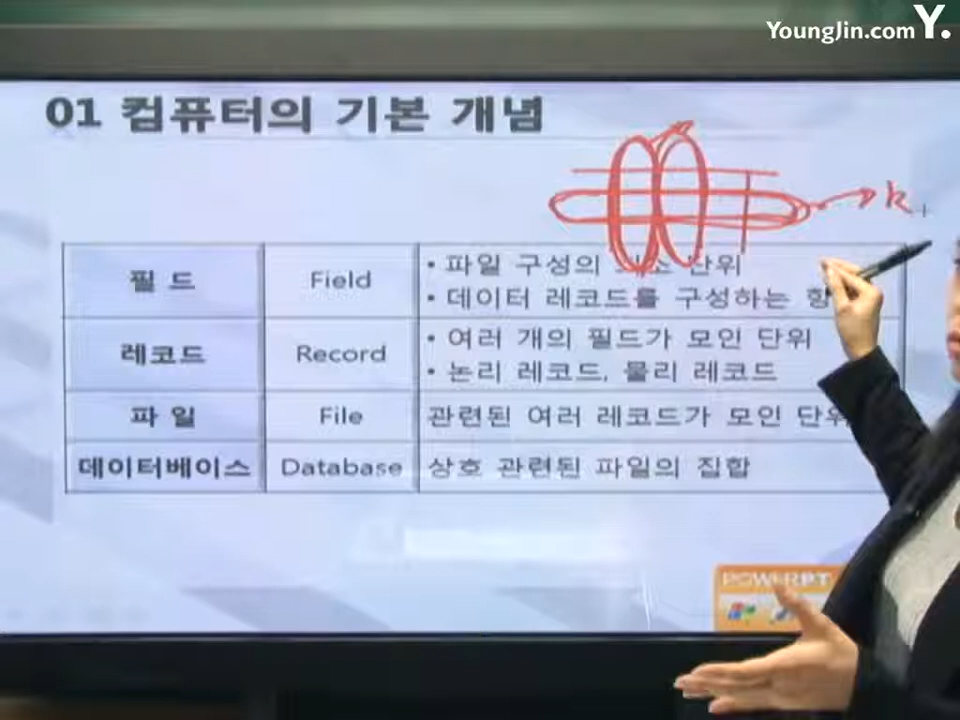 YoungJin.com Y.
01 컴퓨터의 기본 개념
필 드
Field
• 파일 구성의 최소 단위
• 데이터 레코드를 구성하는 항
레코드
Record
• 여러 개의 필드가 모인 단위
• 논리 레코드, 물리 레코드
파 일
File
관련된 여러 레코드가 모인 단위
데이터베이스
Database
상호 관련된 파일의 집합
POWERPT